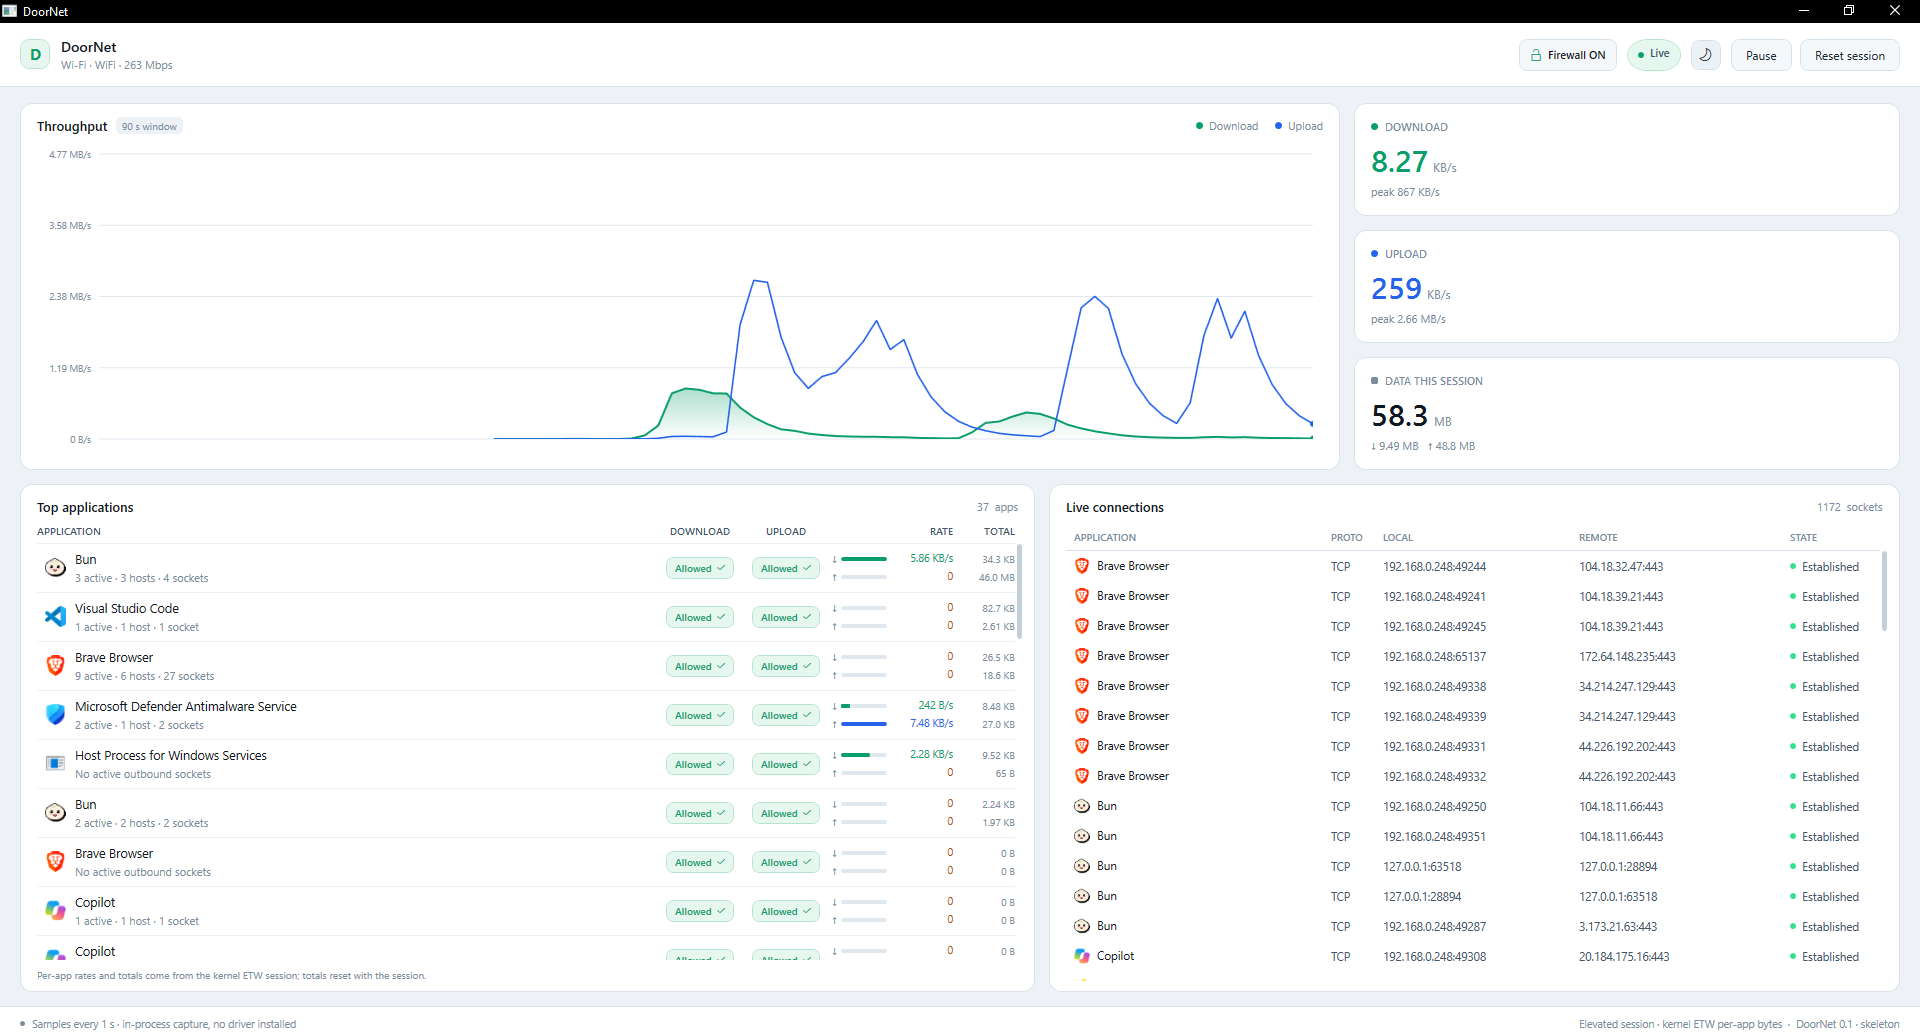 DoorNet
D
DoorNet
Wi-Fi · WiFi · 263 Mbps
Firewall ON
Live
Pause
Reset session
Throughput
90 s window
Download
Upload
4.77 MB/s
3.58 MB/s
2.38 MB/s
1.19 MB/s
0 B/s
DOWNLOAD
8.27 KB/s
peak 867 KB/s
UPLOAD
259 KB/s
peak 2.66 MB/s
DATA THIS SESSION
58.3 MB
↓ 9.49 MB ↑ 48.8 MB
Top applications
37 apps
APPLICATION DOWNLOAD UPLOAD RATE TOTAL
Bun
3 active · 3 hosts · 4 sockets
Allowed ✓ Allowed ✓
↓ 5.86 KB/s 34.3 KB
↑ 0 46.0 MB
Visual Studio Code
1 active · 1 host · 1 socket
Allowed ✓ Allowed ✓
↓ 0 82.7 KB
↑ 0 2.61 KB
Brave Browser
9 active · 6 hosts · 27 sockets
Allowed ✓ Allowed ✓
↓ 0 26.5 KB
↑ 0 18.6 KB
Microsoft Defender Antimalware Service
2 active · 1 host · 2 sockets
Allowed ✓ Allowed ✓
↓ 242 B/s 8.48 KB
↑ 7.48 KB/s 27.0 KB
Host Process for Windows Services
No active outbound sockets
Allowed ✓ Allowed ✓
↓ 2.28 KB/s 9.52 KB
↑ 0 65 B
Bun
2 active · 2 hosts · 2 sockets
Allowed ✓ Allowed ✓
↓ 0 2.24 KB
↑ 0 1.97 KB
Brave Browser
No active outbound sockets
Allowed ✓ Allowed ✓
↓ 0 0 B
↑ 0 0 B
Copilot
1 active · 1 host · 1 socket
Allowed ✓ Allowed ✓
↓ 0 0 B
↑ 0 0 B
Copilot
Allowed Allowed
↓ 0 0 B
Per-app rates and totals come from the kernel ETW session; totals reset with the session.
Live connections
1172 sockets
APPLICATION PROTO LOCAL REMOTE STATE
Brave Browser TCP 192.168.0.248:49244 104.18.32.47:443 Established
Brave Browser TCP 192.168.0.248:49241 104.18.39.21:443 Established
Brave Browser TCP 192.168.0.248:49245 104.18.39.21:443 Established
Brave Browser TCP 192.168.0.248:65137 172.64.148.235:443 Established
Brave Browser TCP 192.168.0.248:49338 34.214.247.129:443 Established
Brave Browser TCP 192.168.0.248:49339 34.214.247.129:443 Established
Brave Browser TCP 192.168.0.248:49331 44.226.192.202:443 Established
Brave Browser TCP 192.168.0.248:49332 44.226.192.202:443 Established
Bun TCP 192.168.0.248:49250 104.18.11.66:443 Established
Bun TCP 192.168.0.248:49351 104.18.11.66:443 Established
Bun TCP 127.0.0.1:63518 127.0.0.1:28894 Established
Bun TCP 127.0.0.1:28894 127.0.0.1:63518 Established
Bun TCP 192.168.0.248:49287 3.173.21.63:443 Established
Copilot TCP 192.168.0.248:49308 20.184.175.16:443 Established
Samples every 1 s · in-process capture, no driver installed
Elevated session · kernel ETW per-app bytes · DoorNet 0.1 · skeleton